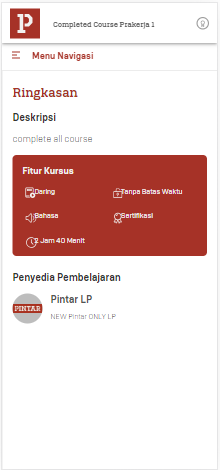 P
Completed Course Prakerja 1
Menu Navigasi
Ringkasan
Deskripsi
complete all course
Fitur Kursus
Daring
Tanpa Batas Waktu
Bahasa
Sertifikasi
2 Jam 40 Menit
Penyedia Pembelajaran
PINTAR
Pintar LP
NEW Pintar ONLY LP